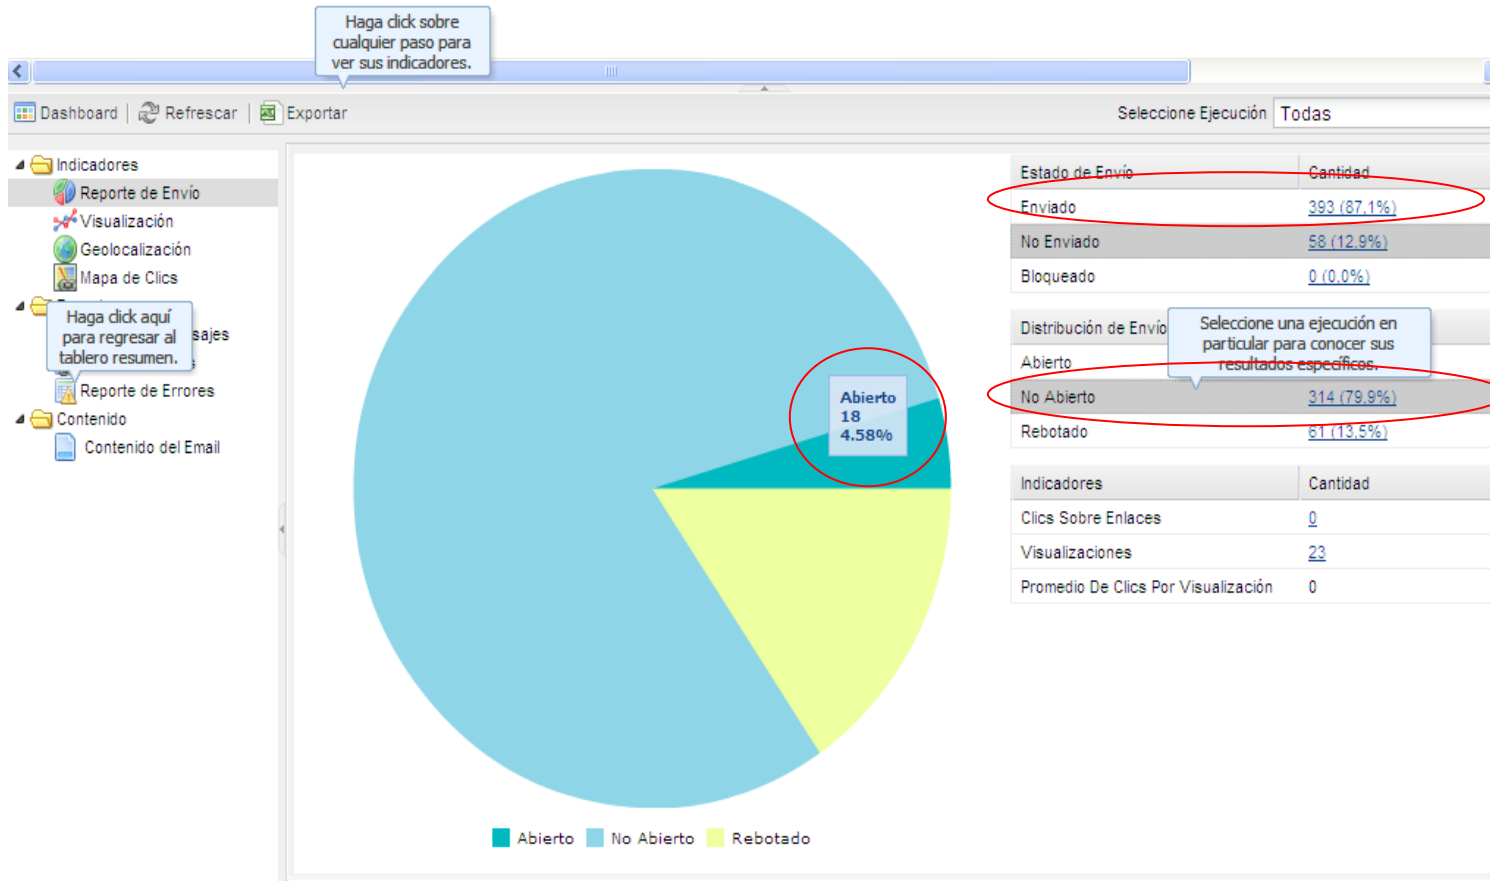 Haga click sobre
cualquier paso para
ver sus indicadores.
Dashboard
Refrescar
Exportar
Seleccione Ejecución
Todas
Indicadores
Reporte de Envío
Visualización
Geolocalización
Mapa de Clics
Haga click aquí
para regresar al
tablero resumen.
sajes
Reporte de Errores
Contenido
Contenido del Email
Abierto
18
4.58%
Abierto
No Abierto
Rebotado
Estado de Envío Cantidad
Enviado 393 (87,1%)
No Enviado 58 (12,9%)
Bloqueado 0 (0,0%)
Distribución de Envío
Seleccione una ejecución en
particular para conocer sus
resultados específicos.
Abierto
No Abierto 314 (79,9%)
Rebotado 61 (13,5%)
Indicadores Cantidad
Clics Sobre Enlaces 0
Visualizaciones 23
Promedio De Clics Por Visualización 0